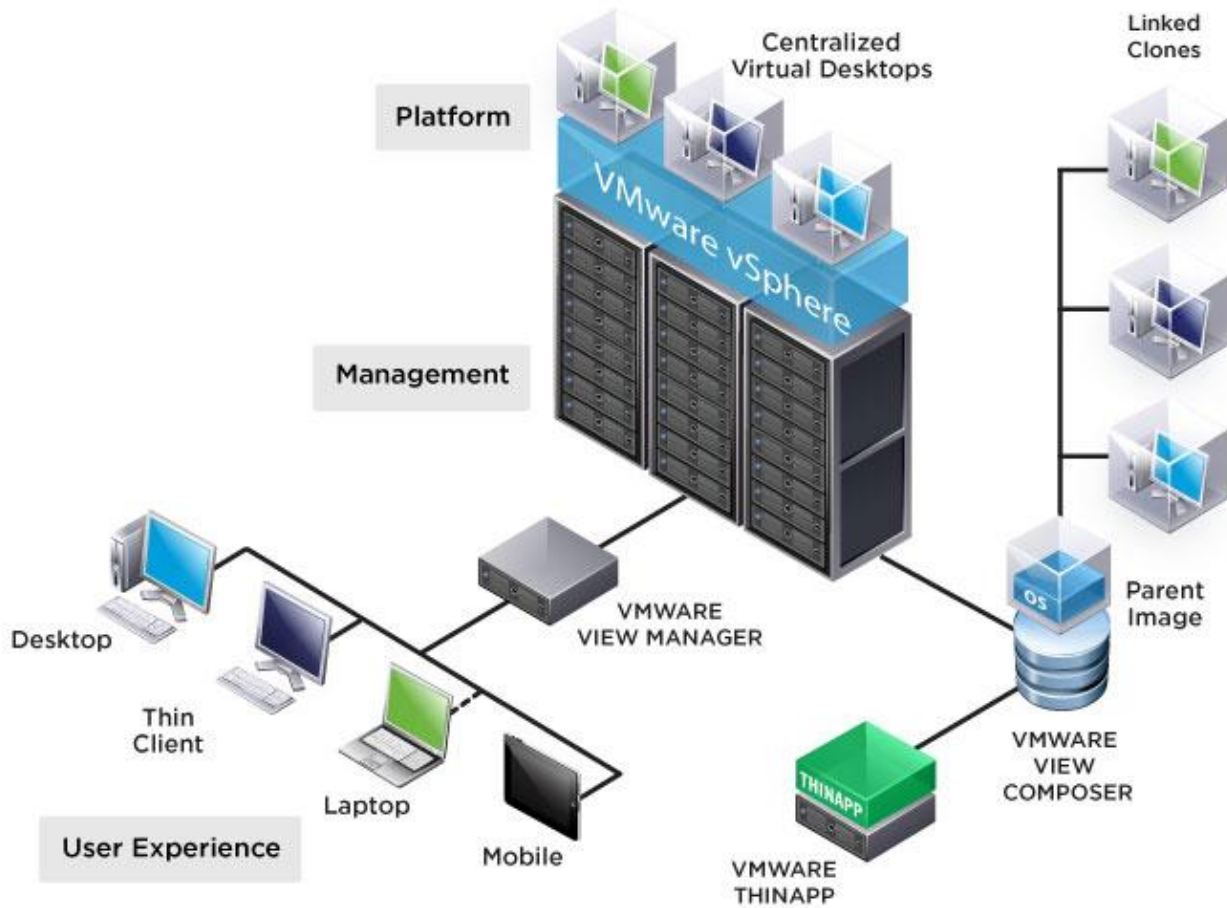 Centralized
Virtual Desktops
Linked
Clones
Platform
VMware vSphere
Management
Desktop
Thin
Client
Laptop
Mobile
User Experience
VMWARE
VIEW MANAGER
OS
Parent
Image
VMWARE
VIEW
COMPOSER
THINAPP
VMWARE
THINAPP